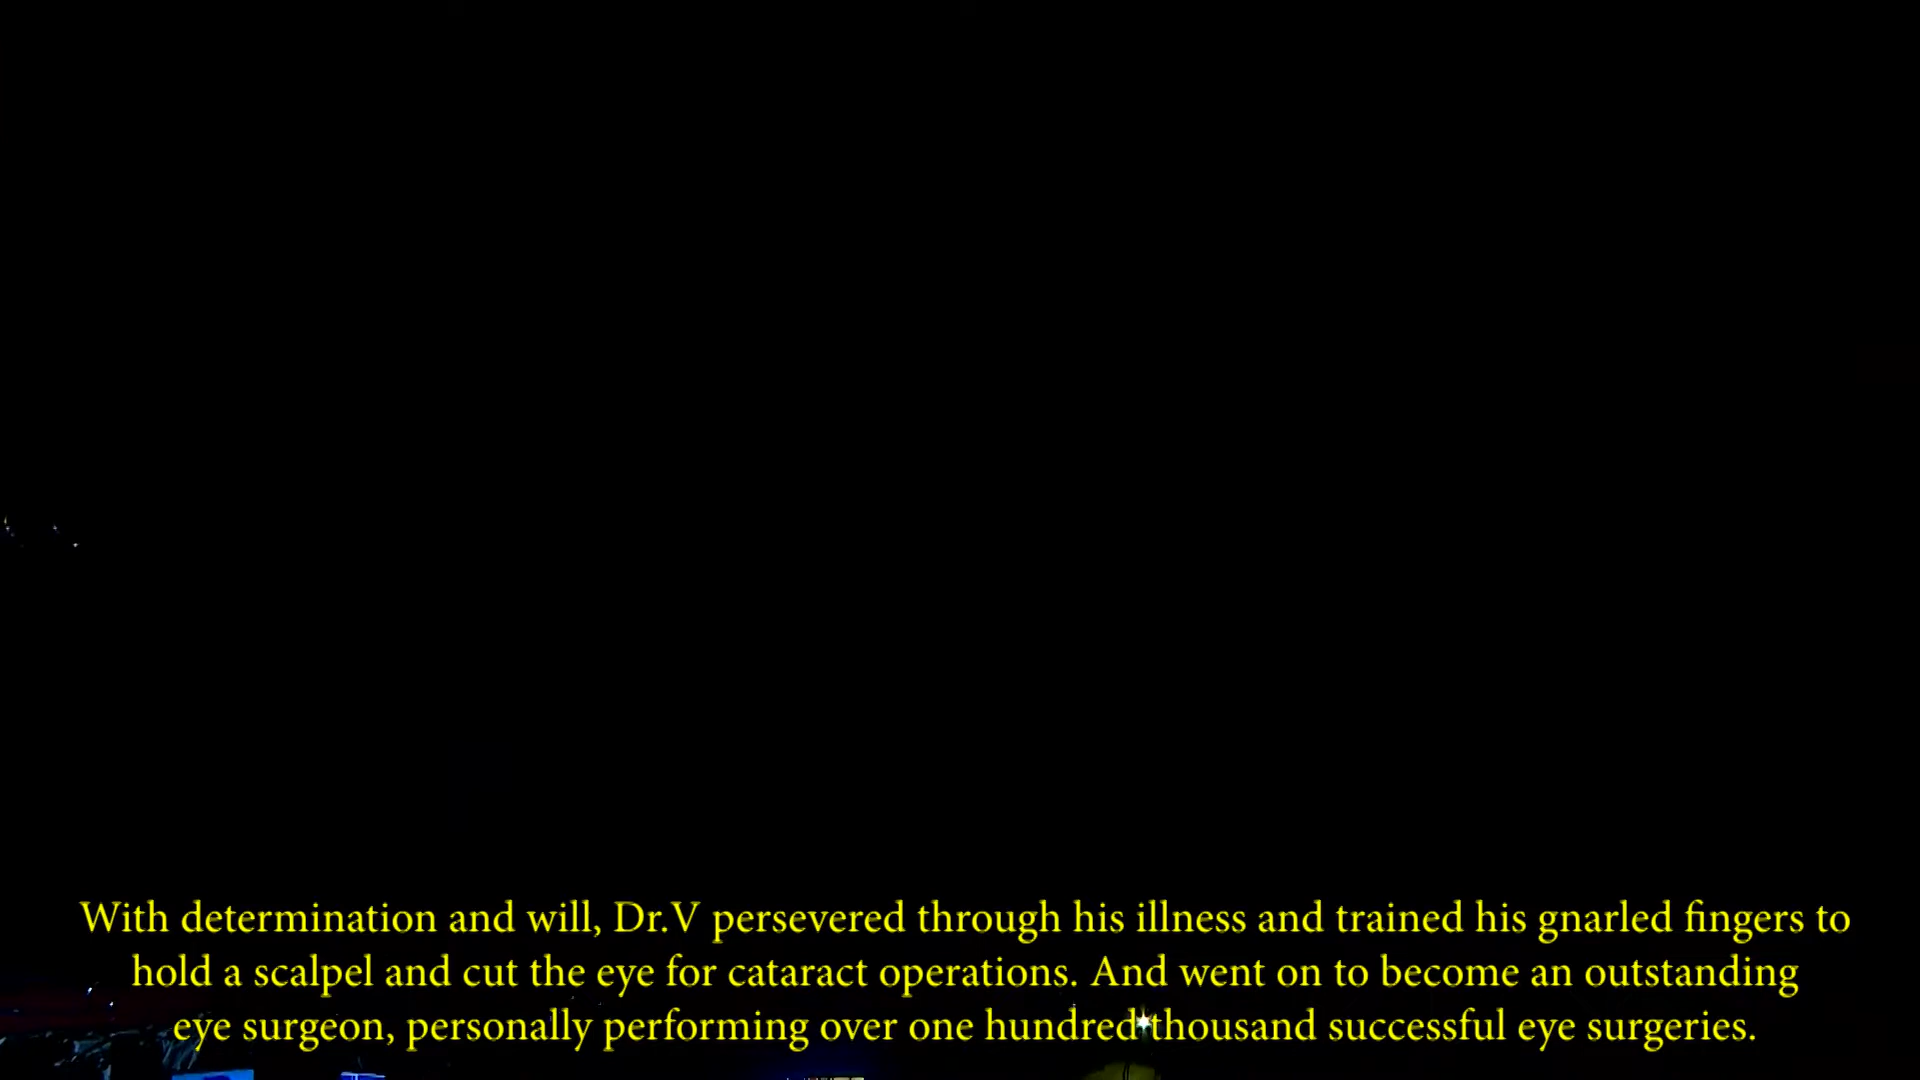 With determination and will, Dr.V persevered through his illness and trained his gnarled fingers to
hold a scalpel and cut the eye for cataract operations. And went on to become an outstanding
eye surgeon, personally performing over one hundred thousand successful eye surgeries.